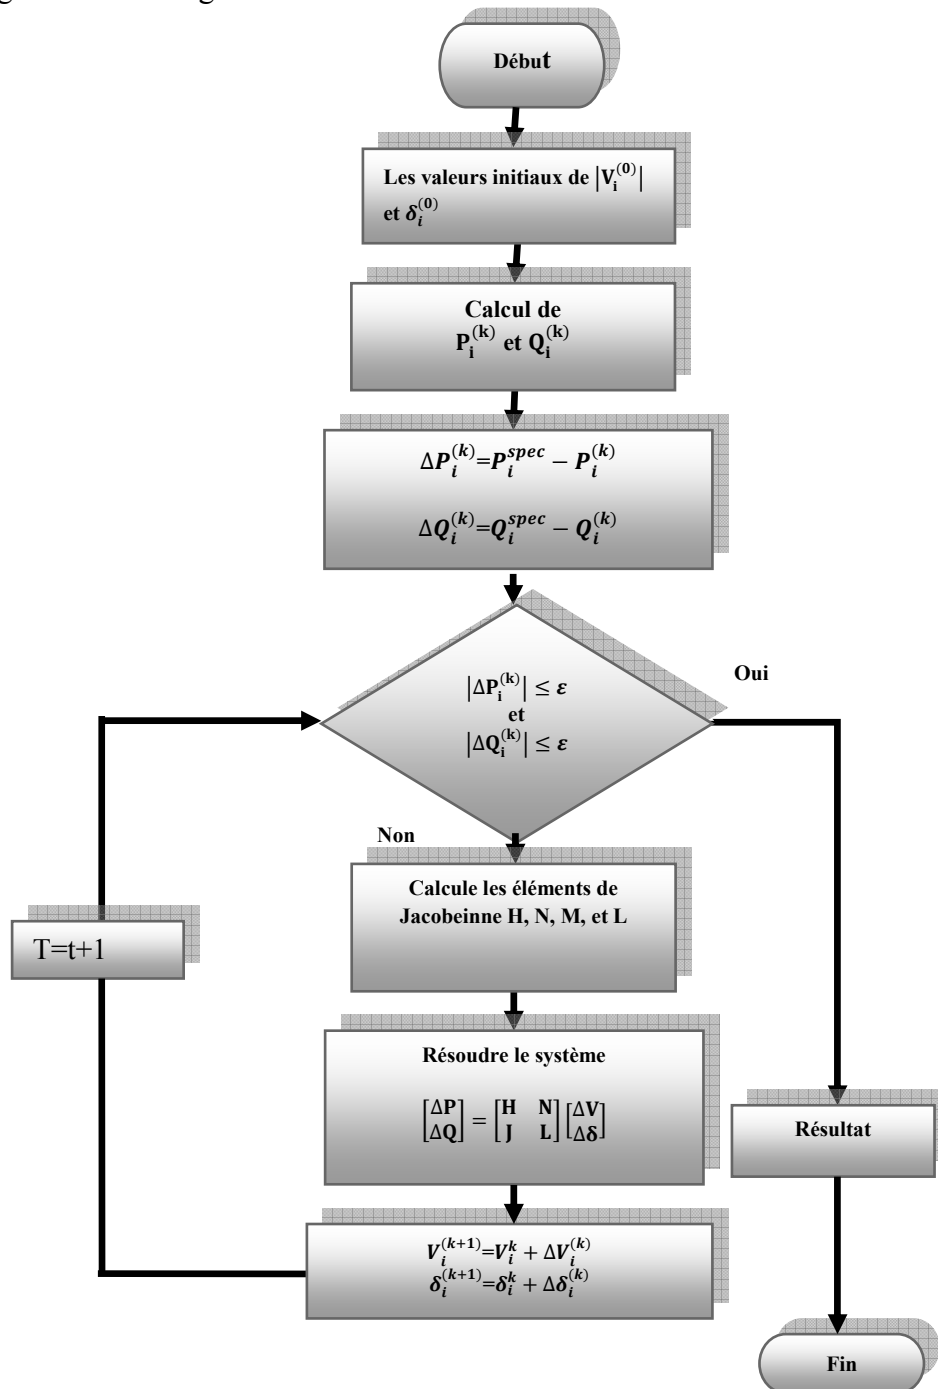 Début
Les valeurs initiaux de |V_i^(0)|
et δ_i^(0)
Calcul de
P_i^(k) et Q_i^(k)
ΔP_i^(k)=P_i^spec − P_i^(k)
ΔQ_i^(k)=Q_i^spec − Q_i^(k)
Oui
|ΔP_i^(k)| ≤ ε
et
|ΔQ_i^(k)| ≤ ε
Non
Calcule les éléments de
Jacobeinne H, N, M, et L
T=t+1
Résoudre le système
[ΔP ΔQ] = [H N J L] [ΔV Δδ]
Résultat
V_i^(k+1)=V_i^k + ΔV_i^(k)
δ_i^(k+1)=δ_i^k + Δδ_i^(k)
Fin